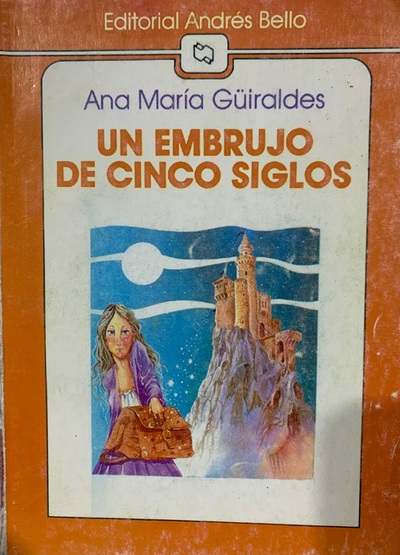 Editorial Andrés Bello
Ana María Güiraldes
UN EMBRUJO
DE CINCO SIGLOS